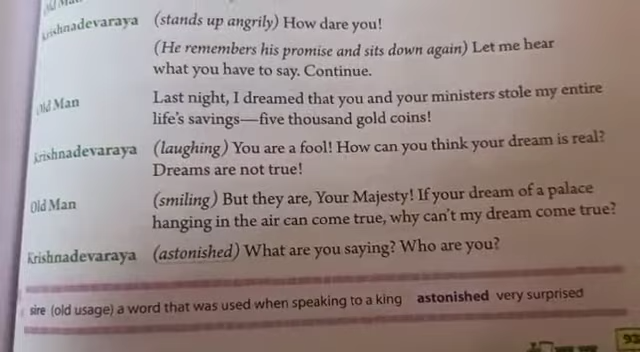 Old Man
Krishnadevaraya (stands up angrily) How dare you!
(He remembers his promise and sits down again) Let me hear
what you have to say. Continue.
Old Man Last night, I dreamed that you and your ministers stole my entire
life's savings—five thousand gold coins!
Krishnadevaraya (laughing) You are a fool! How can you think your dream is real?
Dreams are not true!
Old Man (smiling) But they are, Your Majesty! If your dream of a palace
hanging in the air can come true, why can't my dream come true?
Krishnadevaraya (astonished) What are you saying? Who are you?
sire (old usage) a word that was used when speaking to a king astonished very surprised